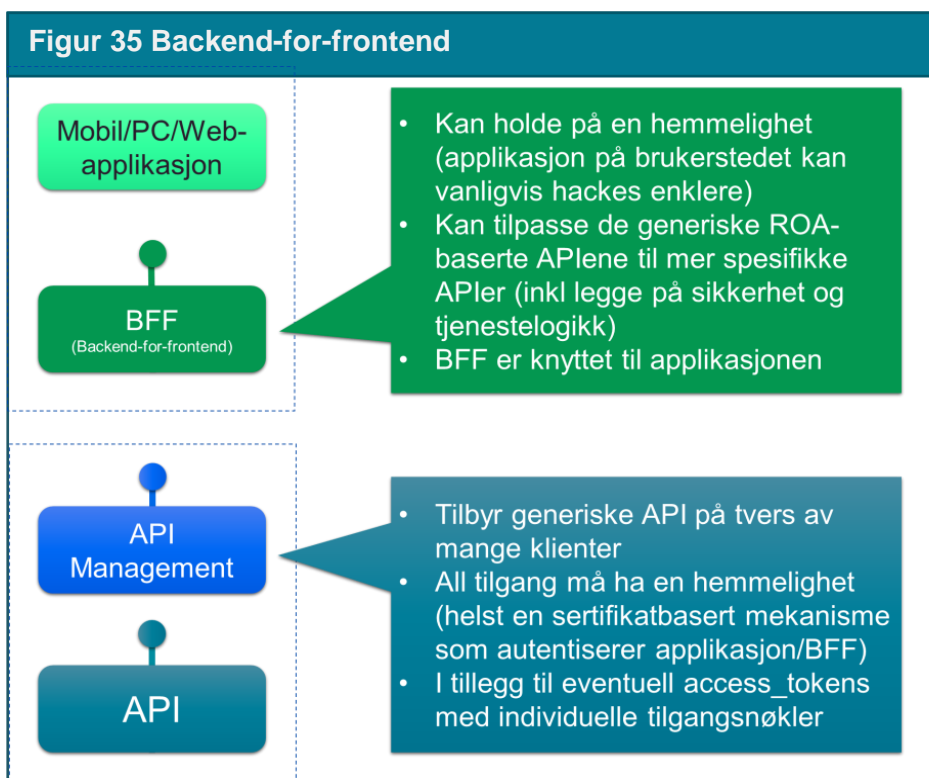 Figur 35 Backend-for-frontend
Mobil/PC/Web-
applikasjon
BFF
(Backend-for-frontend)
• Kan holde på en hemmelighet
(applikasjon på brukerstedet kan
vanligvis hackes enklere)
• Kan tilpasse de generiske ROA-
baserte APIene til mer spesifikke
APIer (inkl legge på sikkerhet og
tjenestelogikk)
• BFF er knyttet til applikasjonen
API
Management
API
• Tilbyr generiske API på tvers av
mange klienter
• All tilgang må ha en hemmelighet
(helst en sertifikatbasert mekanisme
som autentiserer applikasjon/BFF)
• I tillegg til eventuell access_tokens
med individuelle tilgangsnøkler